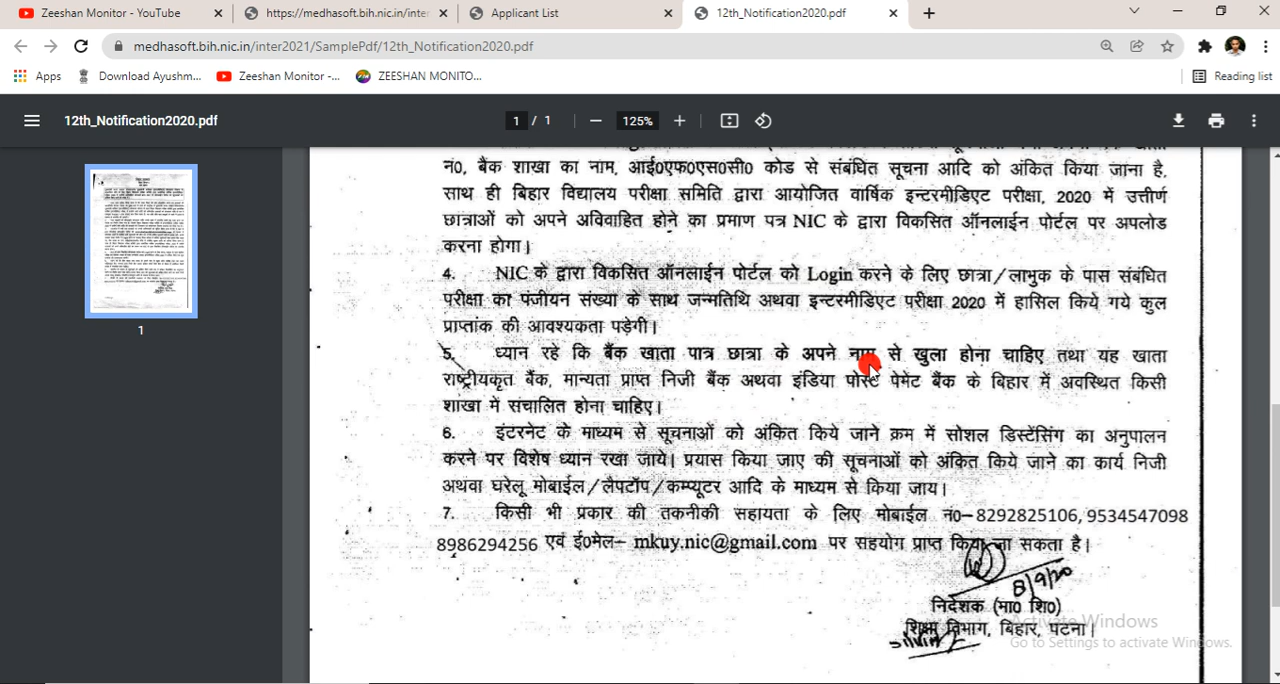 Zeeshan Monitor - YouTube
https://medhasoft.bih.nic.in/inter
Applicant List
12th_Notification2020.pdf
medhasoft.bih.nic.in/inter2021/SamplePdf/12th_Notification2020.pdf
Apps
Download Ayushm...
Zeeshan Monitor -...
ZEESHAN MONITO...
Reading list
12th_Notification2020.pdf
1 / 1
125%
1
नं0, बैंक शाखा का नाम, आई0एफ0एस0सी0 कोड से संबंधित सूचना आदि को अंकित किया जाना है,
साथ ही बिहार विद्यालय परीक्षा समिति द्वारा आयोजित वार्षिक इन्टरमीडिएट परीक्षा, 2020 में उत्तीर्ण
छात्राओं को अपने अविवाहित होने का प्रमाण पत्र NIC के द्वारा विकसित ऑनलाईन पोर्टल पर अपलोड
करना होगा।
4. NIC के द्वारा विकसित ऑनलाईन पोर्टल को Login करने के लिए छात्रा/लाभुक के पास संबंधित
परीक्षा का पंजीयन संख्या के साथ जन्मतिथि अथवा इन्टरमीडिएट परीक्षा 2020 में हासिल किये गये कुल
प्राप्तांक की आवश्यकता पड़ेगी।
5. ध्यान रहे कि बैंक खाता पात्र छात्रा के अपने नाम से खुला होना चाहिए तथा यह खाता
राष्ट्रीयकृत बैंक, मान्यता प्राप्त निजी बैंक अथवा इंडिया पोस्ट पेमेंट बैंक के बिहार में अवस्थित किसी
शाखा में संचालित होना चाहिए।
6. इंटरनेट के माध्यम से सूचनाओं को अंकित किये जाने क्रम में सोशल डिस्टेंसिंग का अनुपालन
करने पर विशेष ध्यान रखा जाये। प्रयास किया जाए की सूचनाओं को अंकित किये जाने का कार्य निजी
अथवा घरेलू मोबाईल/लैपटॉप/कम्प्यूटर आदि के माध्यम से किया जाय।
7. किसी भी प्रकार की तकनीकी सहायता के लिए मोबाईल नं0-8292825106, 9534547098
8986294256 एवं ई0मेल- mkuy.nic@gmail.com पर सहयोग प्राप्त किया जा सकता है।
8/9/20
निदेशक (मा0 शि0)
शिक्षा विभाग, बिहार, पटना।
Activate Windows
Go to Settings to activate Windows.